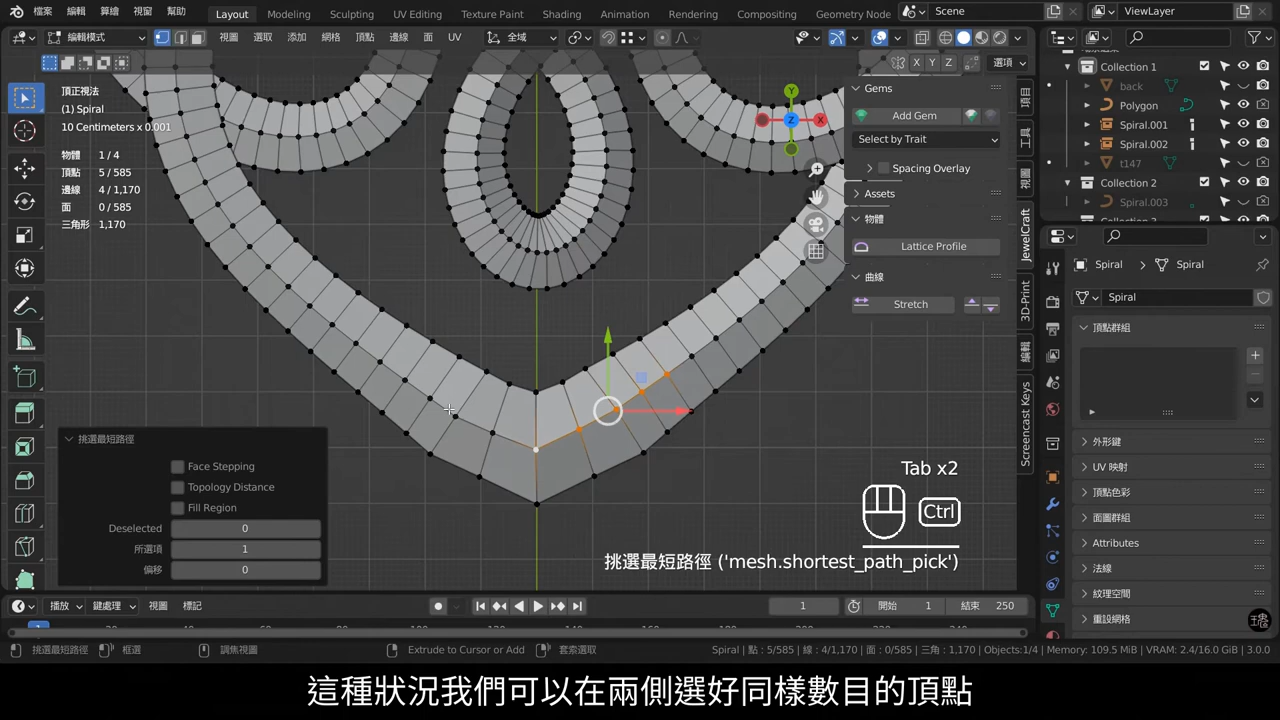 檔案 編輯 算繪 視窗 幫助 Layout Modeling Sculpting UV Editing Texture Paint Shading Animation Rendering Compositing Geometry Node Scene ViewLayer
編輯模式 視圖 選取 添加 網格 頂點 邊緣 面 UV 全域
X Y Z 選項
頂正視法
(1) Spiral
10 Centimeters x 0.001
物體 1 / 4
頂點 5 / 585
邊緣 4 / 1,170
面 0 / 585
三角形 1,170
Y
X
Z
Gems
Add Gem
Select by Trait
Spacing Overlay
Assets
物體
Lattice Profile
曲線
Stretch
項目
工具
視圖
JewelCraft
3D-Print
編輯
Screencast Keys
Collection 1
back
Polygon
Spiral.001
Spiral.002
t147
Collection 2
Spiral.003
Spiral Spiral
Spiral
頂點群組
外形鍵
UV 映射
頂點色彩
面圖群組
Attributes
法線
紋理空間
重設網格
挑選最短路徑
Face Stepping
Topology Distance
Fill Region
Deselected 0
所選項 1
偏移 0
Tab x2
Ctrl
挑選最短路徑 ('mesh.shortest_path_pick')
播放 鍵處理 視圖 標記 1 開始 1 結束 250
挑選最短路徑 框選 調焦視圖 Extrude to Cursor or Add 套索選取 Spiral | 點 : 5/585 | 線 : 4/1,170 | 面 : 0/585 | 三角 : 1,170 | Objects:1/4 | Memory: 109.5 MiB | VRAM: 2.4/16.0 GiB | 3.0.0
這種狀況我們可以在兩側選好同樣數目的頂點